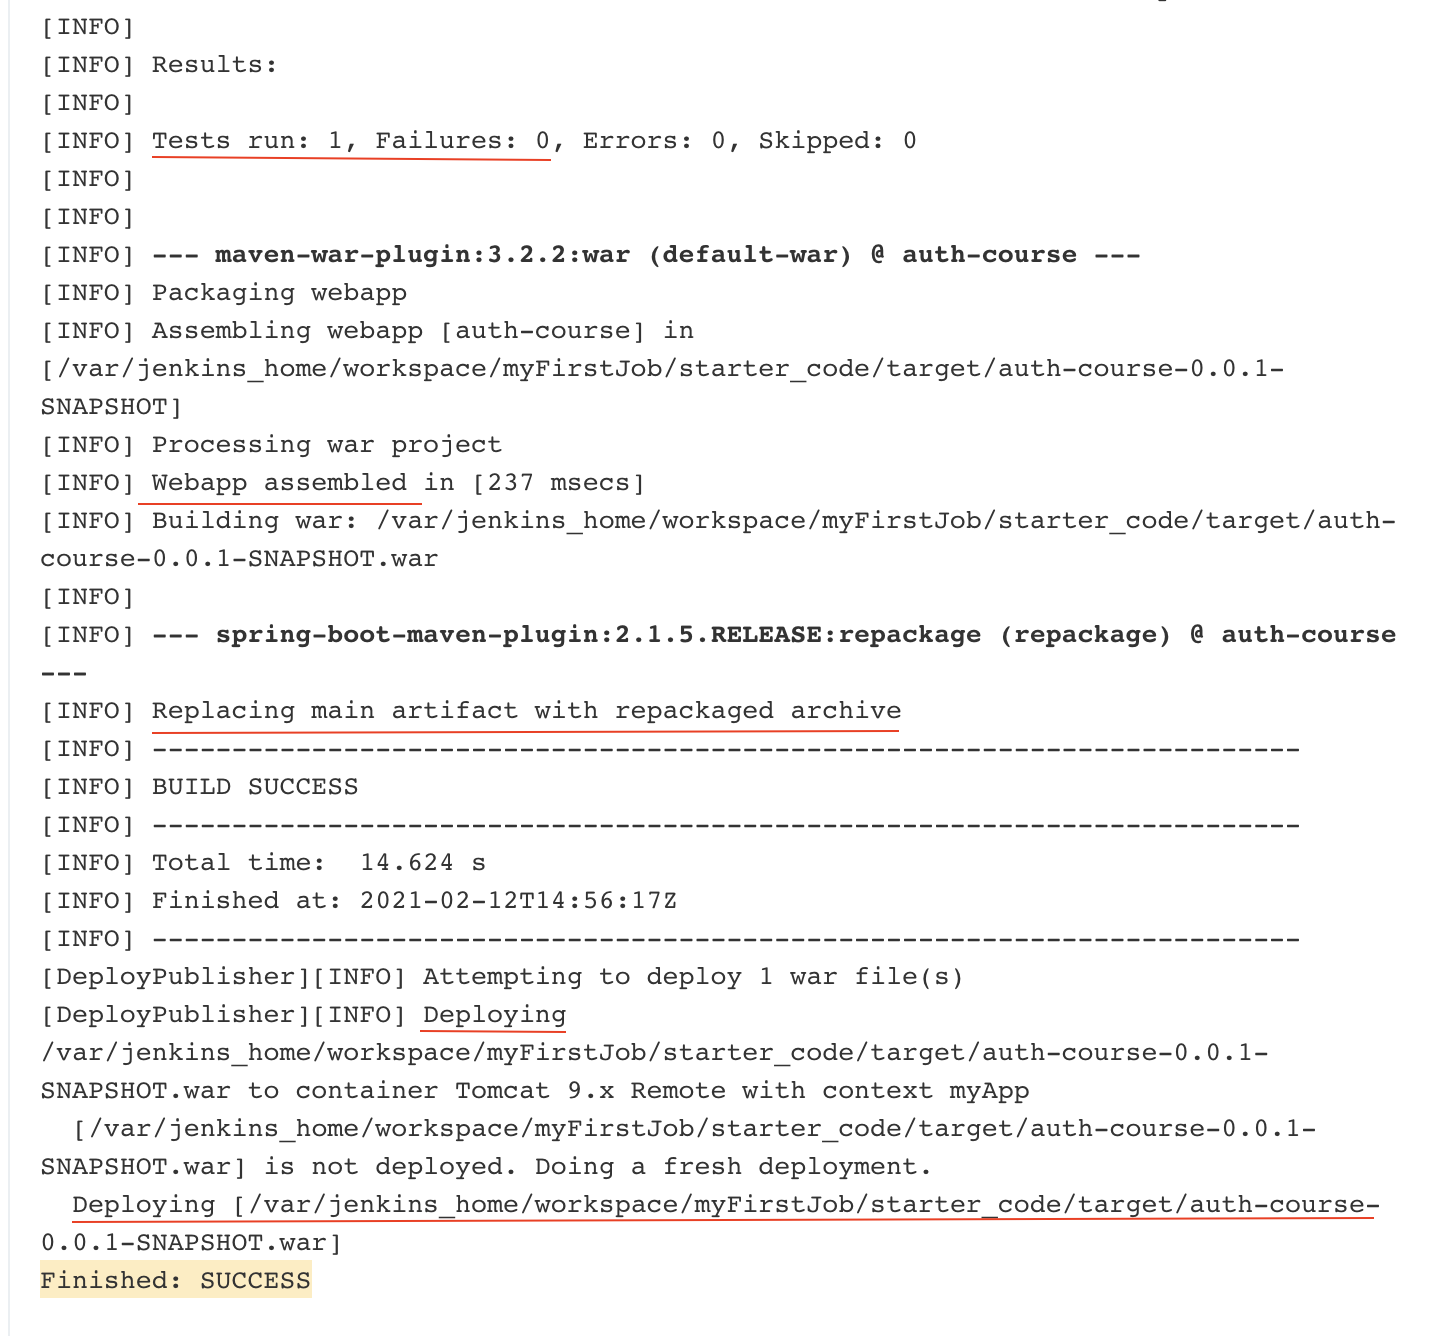 [INFO]
[INFO] Results:
[INFO]
[INFO] Tests run: 1, Failures: 0, Errors: 0, Skipped: 0
[INFO]
[INFO]
[INFO] --- maven-war-plugin:3.2.2:war (default-war) @ auth-course ---
[INFO] Packaging webapp
[INFO] Assembling webapp [auth-course] in
[/var/jenkins_home/workspace/myFirstJob/starter_code/target/auth-course-0.0.1-
SNAPSHOT]
[INFO] Processing war project
[INFO] Webapp assembled in [237 msecs]
[INFO] Building war: /var/jenkins_home/workspace/myFirstJob/starter_code/target/auth-
course-0.0.1-SNAPSHOT.war
[INFO]
[INFO] --- spring-boot-maven-plugin:2.1.5.RELEASE:repackage (repackage) @ auth-course
---
[INFO] Replacing main artifact with repackaged archive
[INFO] ------------------------------------------------------------------------
[INFO] BUILD SUCCESS
[INFO] ------------------------------------------------------------------------
[INFO] Total time:  14.624 s
[INFO] Finished at: 2021-02-12T14:56:17Z
[INFO] ------------------------------------------------------------------------
[DeployPublisher][INFO] Attempting to deploy 1 war file(s)
[DeployPublisher][INFO] Deploying
/var/jenkins_home/workspace/myFirstJob/starter_code/target/auth-course-0.0.1-
SNAPSHOT.war to container Tomcat 9.x Remote with context myApp
  [/var/jenkins_home/workspace/myFirstJob/starter_code/target/auth-course-0.0.1-
SNAPSHOT.war] is not deployed. Doing a fresh deployment.
  Deploying [/var/jenkins_home/workspace/myFirstJob/starter_code/target/auth-course-
0.0.1-SNAPSHOT.war]
Finished: SUCCESS